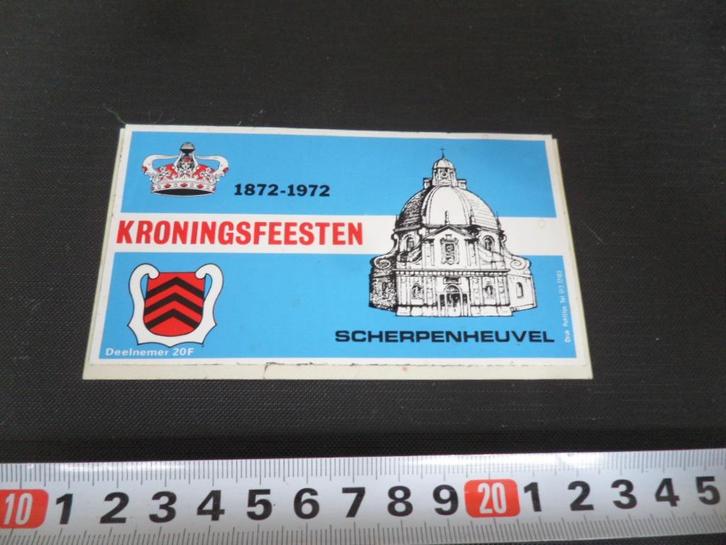 1872-1972
KRONINGSFEESTEN
SCHERPENHEUVEL
Deelnemer 20F
10 1 2 3 4 5 6 7 8 9 20 1 2 3 4 5